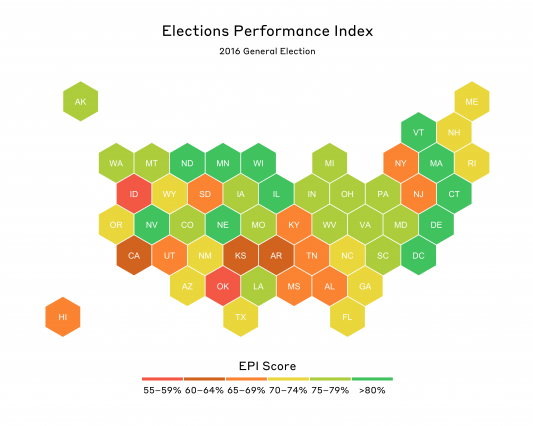 Elections Performance Index
2016 General Election
AK
ME
VT NH
WA MT ND MN WI MI NY MA RI
ID WY SD IA IL IN OH PA NJ CT
OR NV CO NE MO KY WV VA MD DE
CA UT NM KS AR TN NC SC DC
AZ OK LA MS AL GA
HI
TX FL
EPI Score
55–59% 60–64% 65–69% 70–74% 75–79% >80%